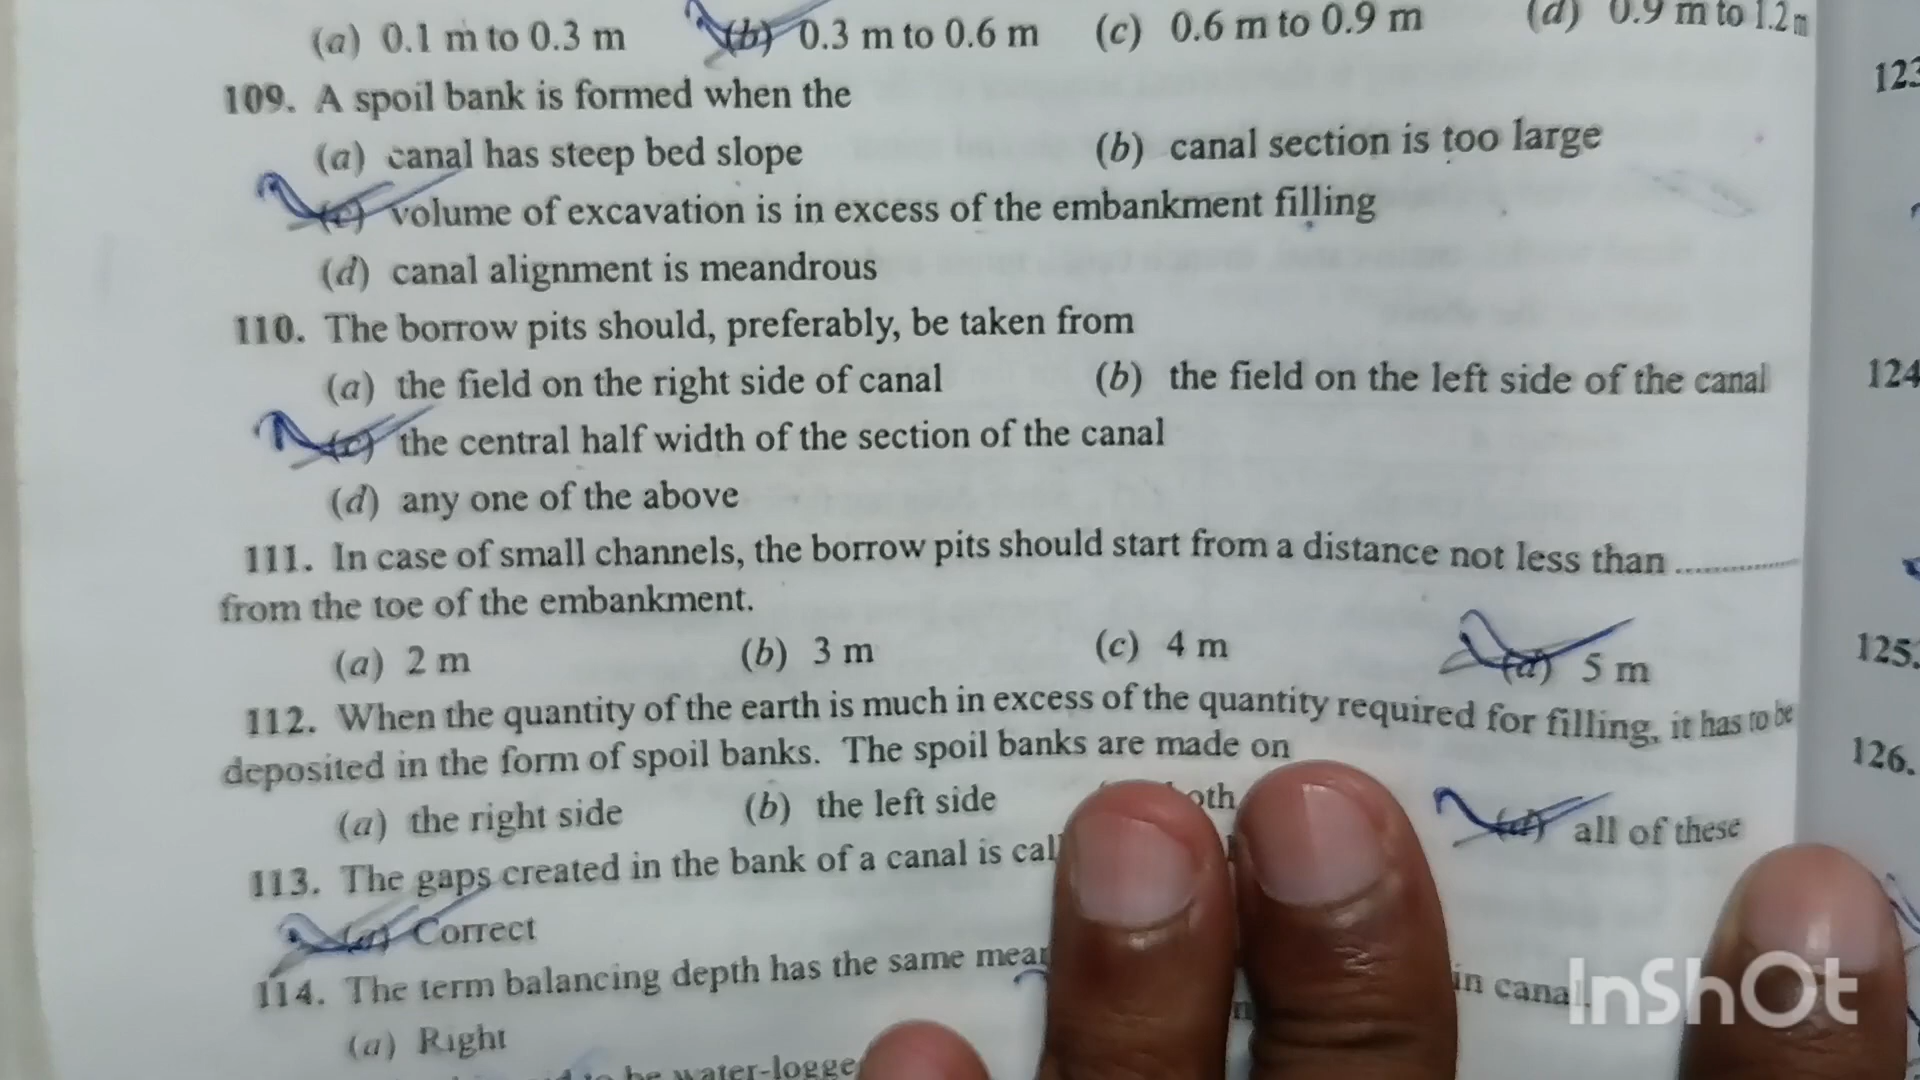 (a) 0.1 m to 0.3 m (b) 0.3 m to 0.6 m (c) 0.6 m to 0.9 m (d) 0.9 m to 1.2 m
109. A spoil bank is formed when the
(a) canal has steep bed slope (b) canal section is too large
(c) volume of excavation is in excess of the embankment filling
(d) canal alignment is meandrous
110. The borrow pits should, preferably, be taken from
(a) the field on the right side of canal (b) the field on the left side of the canal
(c) the central half width of the section of the canal
(d) any one of the above
111. In case of small channels, the borrow pits should start from a distance not less than ..............
from the toe of the embankment.
(a) 2 m (b) 3 m (c) 4 m (d) 5 m
112. When the quantity of the earth is much in excess of the quantity required for filling, it has to be
deposited in the form of spoil banks. The spoil banks are made on
(a) the right side (b) the left side (d) all of these
113. The gaps created in the bank of a canal is
(a) Correct
114. The term balancing depth has the same in canal.
(a) Right
be
123
124
125.
126.
InShOt